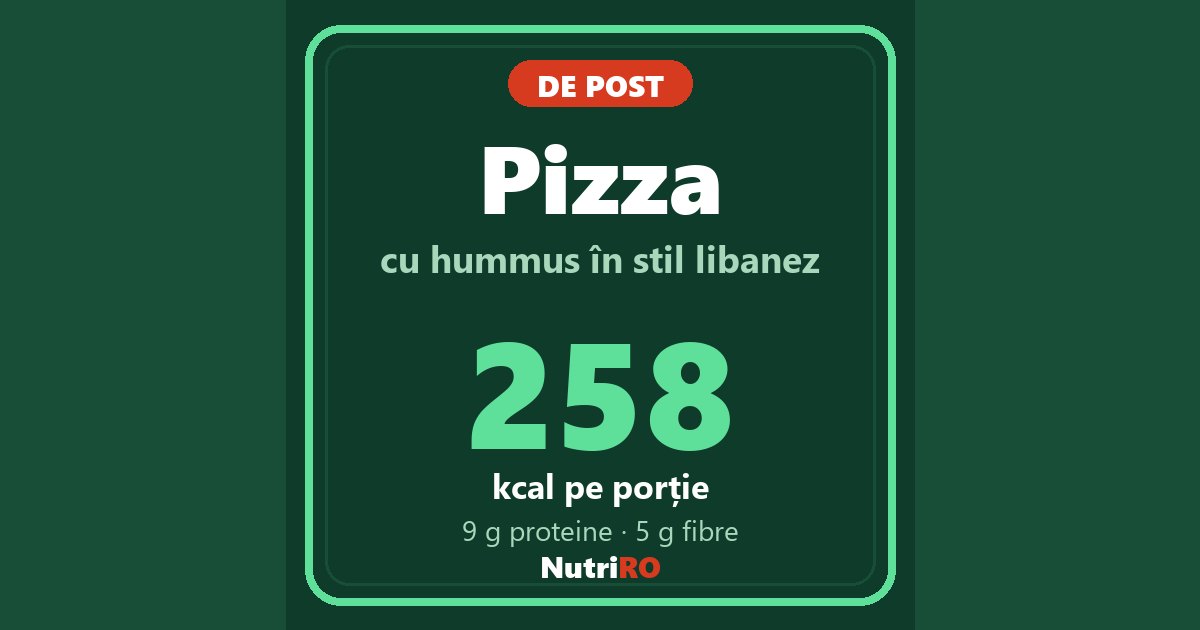 DE POST
Pizza
cu hummus în stil libanez
258
kcal pe porție
9 g proteine · 5 g fibre
NutriRO